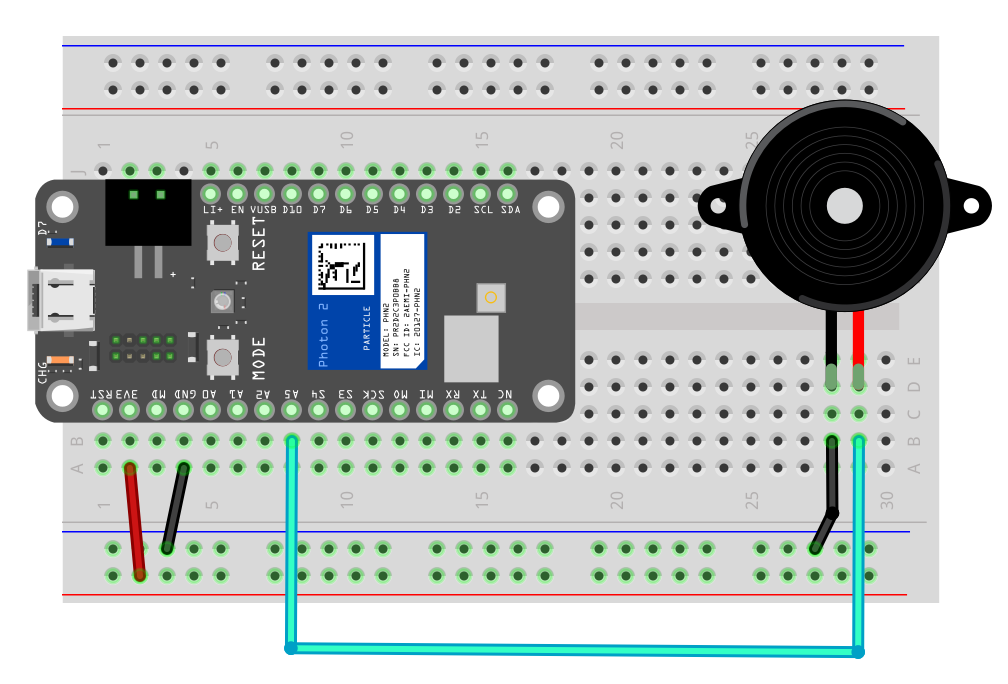 1 5 10 15 20 25
J
LI+ EN VUSB D10 D7 D6 D5 D4 D3 D2 SCL SDA
D7
RESET
+
Photon 2
PARTICLE
MODEL: PHN2
SN: PR2D2C3PDBB8
FCC ID: 2AEMI-PHN2
IC: 20127-PHN2
MODE
CHG
RST 3V3 MD GND A0 A1 A2 A5 S4 S3 SCK MO MI RX TX NC
E
D
C
B B
A A
1 5 10 15 20 25 30